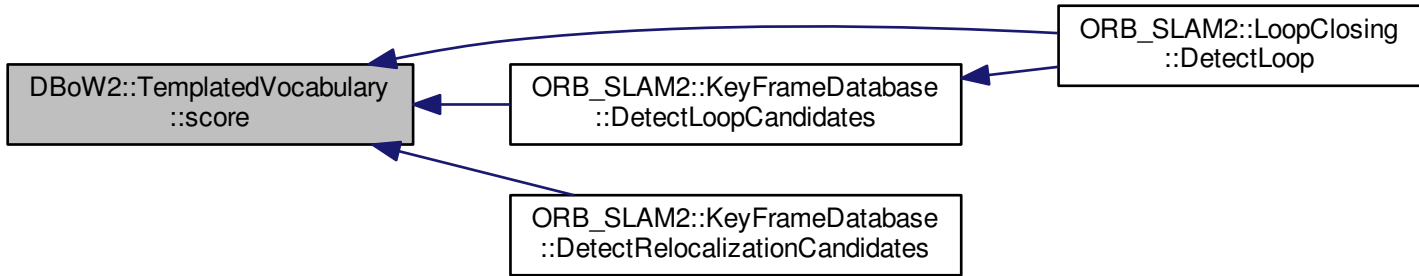 DBoW2::TemplatedVocabulary
::score
ORB_SLAM2::KeyFrameDatabase
::DetectLoopCandidates
ORB_SLAM2::LoopClosing
::DetectLoop
ORB_SLAM2::KeyFrameDatabase
::DetectRelocalizationCandidates